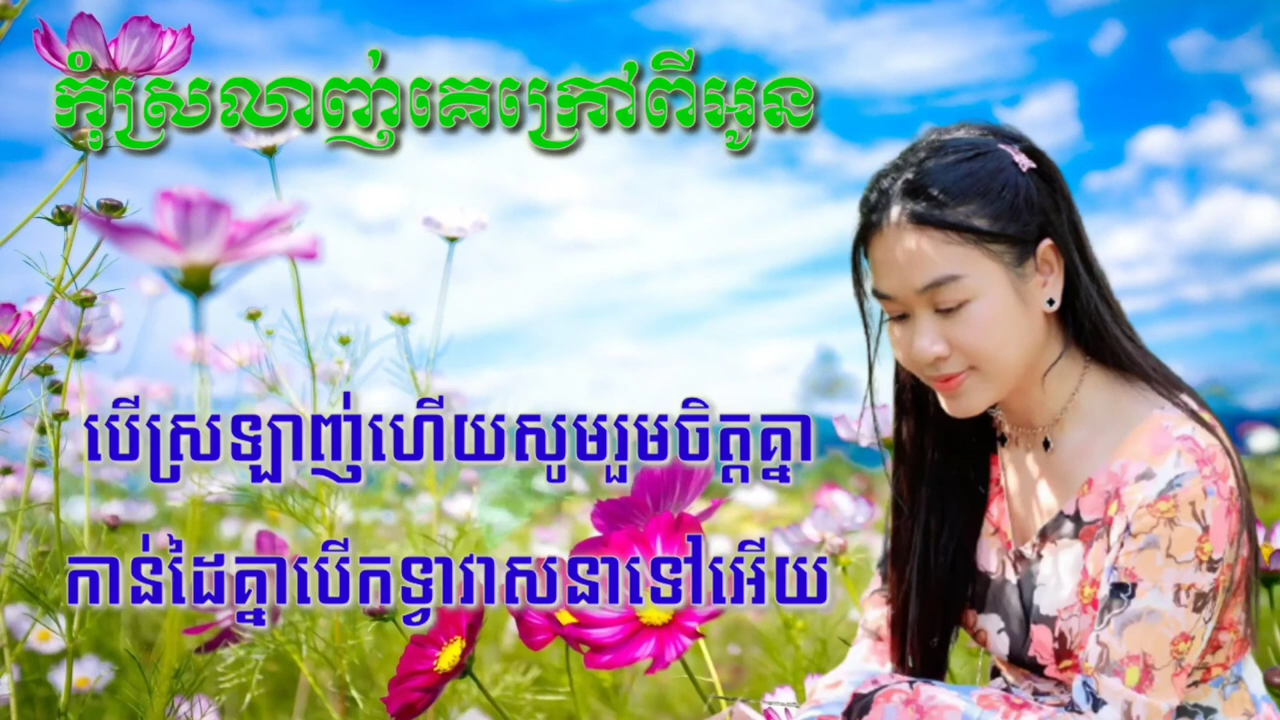 កុំស្រលាញ់គេក្រៅពីអូន
បើស្រឡាញ់ហើយសូមរួមចិត្តគ្នា
កាន់ដៃគ្នាបើកទ្វាវាសនាទៅអើយ